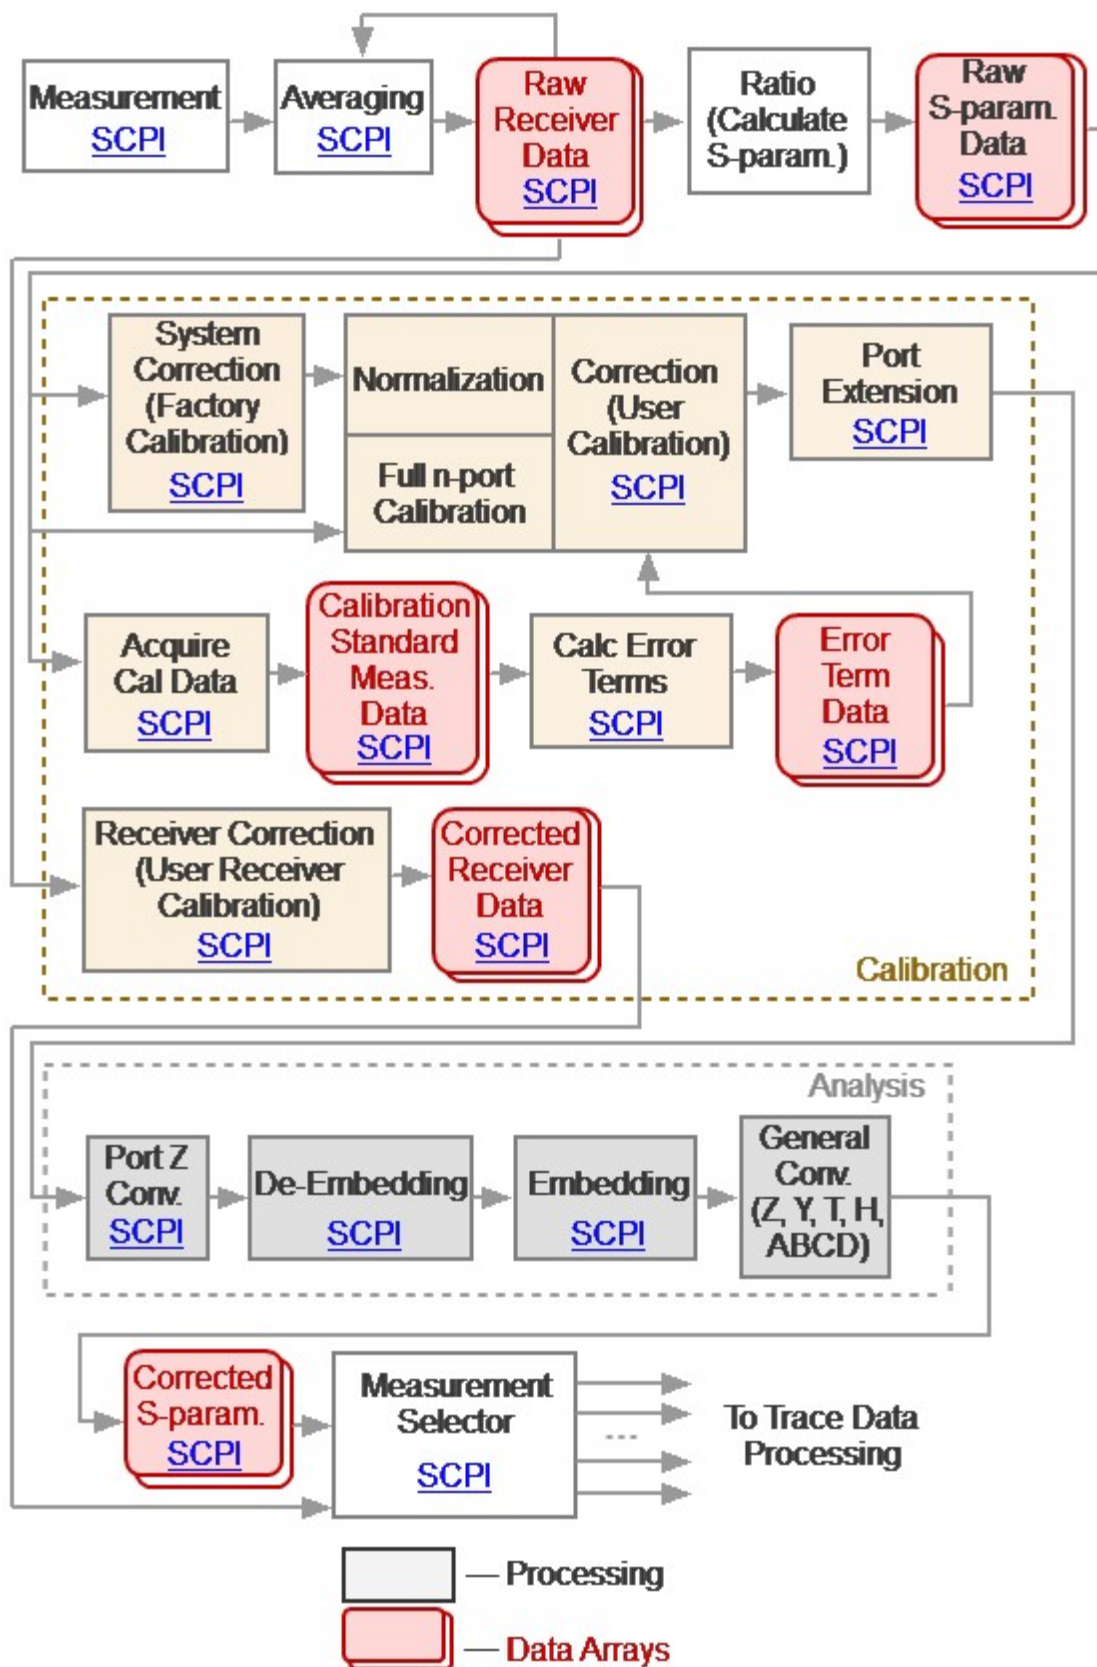 Measurement
SCPI
Averaging
SCPI
Raw
Receiver
Data
SCPI
Ratio
(Calculate
S-param.)
Raw
S-param.
Data
SCPI
System
Correction
(Factory
Calibration)
SCPI
Normalization
Full n-port
Calibration
Correction
(User
Calibration)
SCPI
Port
Extension
SCPI
Acquire
Cal Data
SCPI
Calibration
Standard
Meas.
Data
SCPI
Calc Error
Terms
SCPI
Error
Term
Data
SCPI
Receiver Correction
(User Receiver
Calibration)
SCPI
Corrected
Receiver
Data
SCPI
Calibration
Analysis
Port Z
Conv.
SCPI
De-Embedding
SCPI
Embedding
SCPI
General
Conv.
(Z, Y, T, H,
ABCD)
Corrected
S-param.
SCPI
Measurement
Selector
SCPI
To Trace Data
Processing
— Processing
— Data Arrays